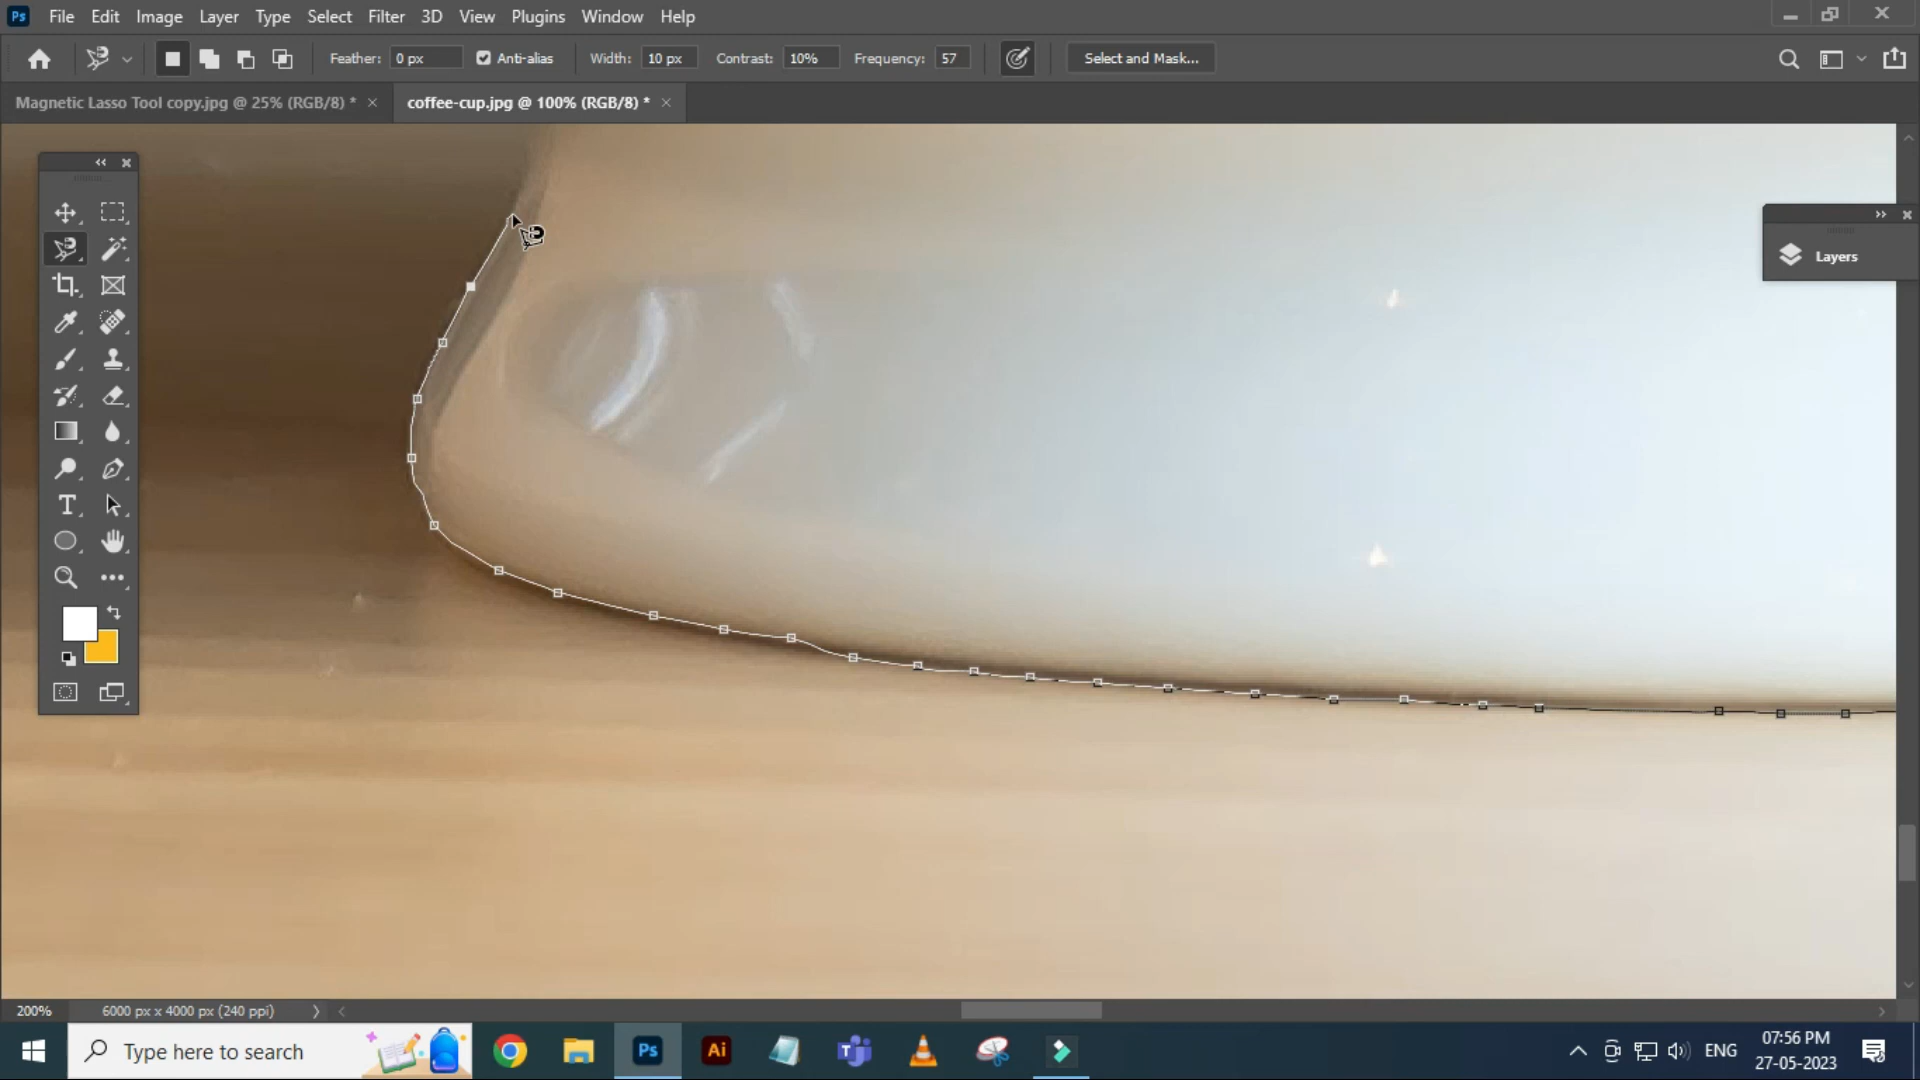 Ps File Edit Image Layer Type Select Filter 3D View Plugins Window Help
Feather: 0 px Anti-alias Width: 10 px Contrast: 10% Frequency: 57 Select and Mask...
Magnetic Lasso Tool copy.jpg @ 25% (RGB/8) * × coffee-cup.jpg @ 100% (RGB/8) * ×
Layers
T
200% 6000 px x 4000 px (240 ppi)
Type here to search Ps Ai T ENG 07:56 PM
27-05-2023